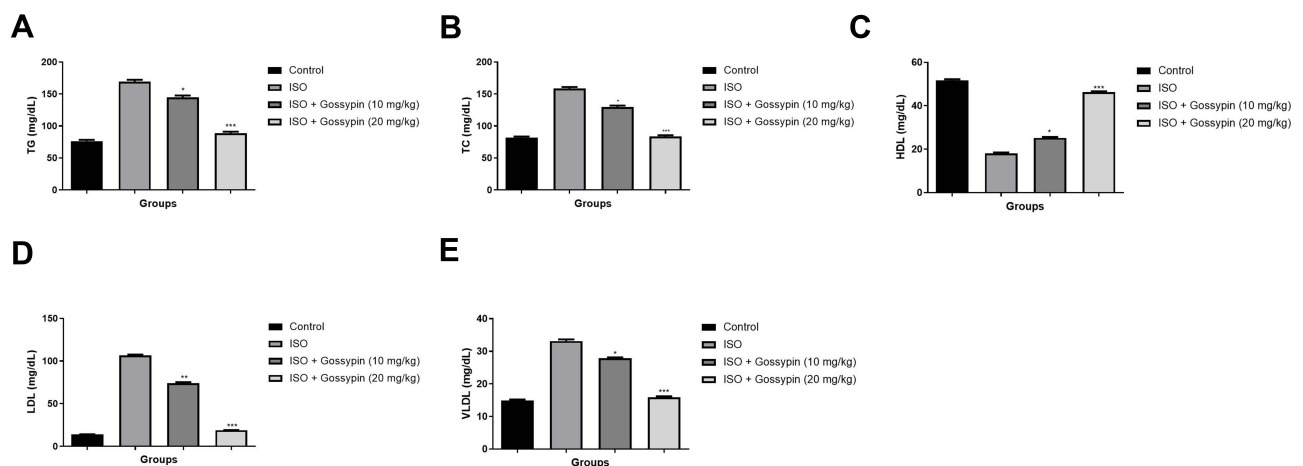 A
TG (mg/dL)
200
150
100
50
0
*
***
Groups
Control
ISO
ISO + Gossypin (10 mg/kg)
ISO + Gossypin (20 mg/kg)
B
TC (mg/dL)
200
150
100
50
0
*
***
Groups
Control
ISO
ISO + Gossypin (10 mg/kg)
ISO + Gossypin (20 mg/kg)
C
HDL (mg/dL)
60
40
20
0
*
***
Groups
Control
ISO
ISO + Gossypin (10 mg/kg)
ISO + Gossypin (20 mg/kg)
D
LDL (mg/dL)
150
100
50
0
**
***
Groups
Control
ISO
ISO + Gossypin (10 mg/kg)
ISO + Gossypin (20 mg/kg)
E
VLDL (mg/dL)
40
30
20
10
0
*
***
Groups
Control
ISO
ISO + Gossypin (10 mg/kg)
ISO + Gossypin (20 mg/kg)